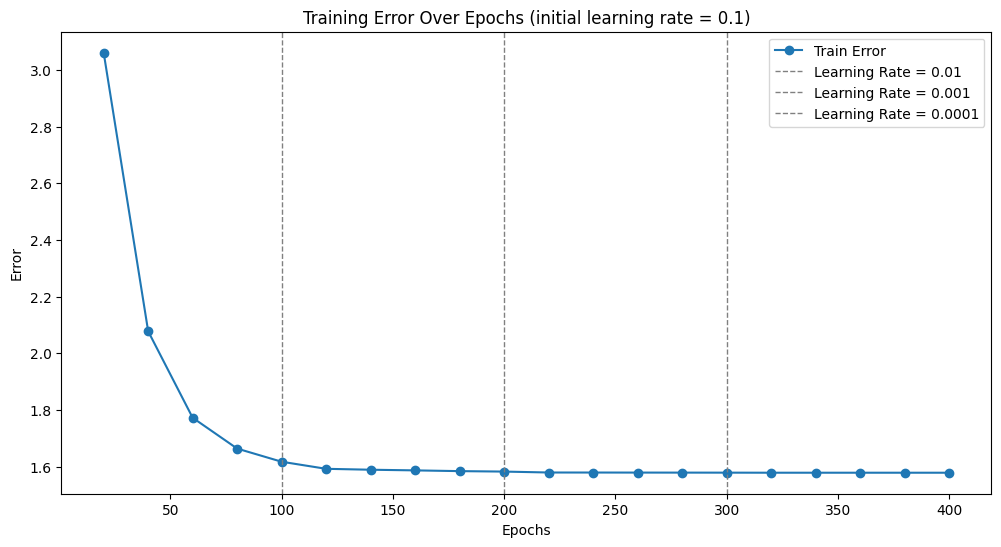 Training Error Over Epochs (initial learning rate = 0.1)
Train Error
Learning Rate = 0.01
Learning Rate = 0.001
Learning Rate = 0.0001
Error
3.0
2.8
2.6
2.4
2.2
2.0
1.8
1.6
50 100 150 200 250 300 350 400
Epochs